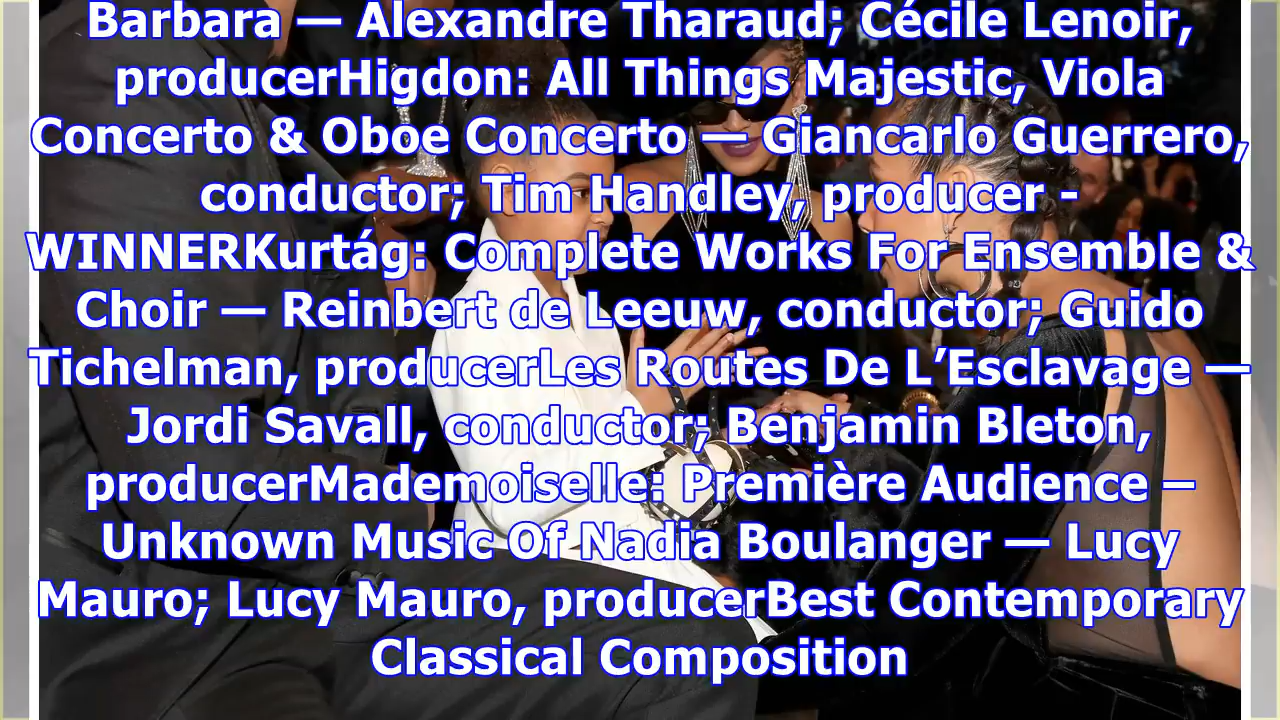 Barbara — Alexandre Tharaud; Cécile Lenoir,
producerHigdon: All Things Majestic, Viola
Concerto & Oboe Concerto — Giancarlo Guerrero,
conductor; Tim Handley, producer -
WINNERKurtág: Complete Works For Ensemble &
Choir — Reinbert de Leeuw, conductor; Guido
Tichelman, producerLes Routes De L’Esclavage —
Jordi Savall, conductor; Benjamin Bleton,
producerMademoiselle: Première Audience –
Unknown Music Of Nadia Boulanger — Lucy
Mauro; Lucy Mauro, producerBest Contemporary
Classical Composition